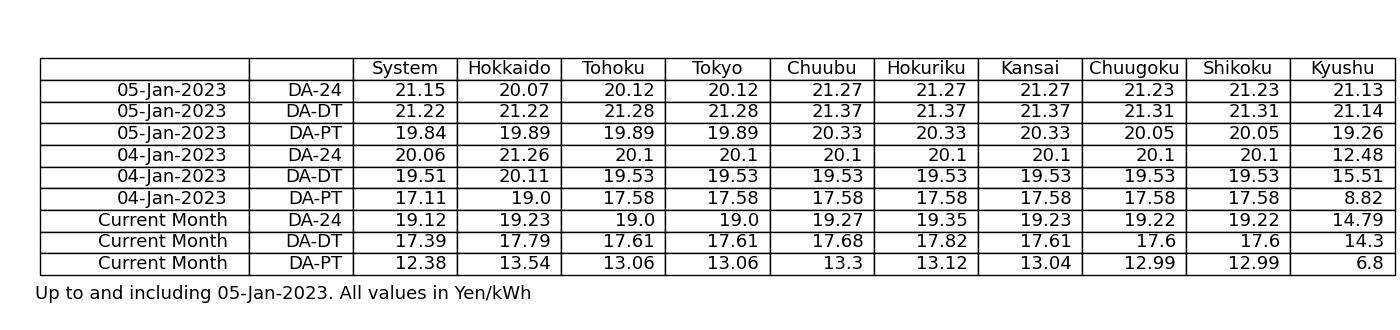 System Hokkaido Tohoku Tokyo Chuubu Hokuriku Kansai Chuugoku Shikoku Kyushu
05-Jan-2023 DA-24 21.15 20.07 20.12 20.12 21.27 21.27 21.27 21.23 21.23 21.13
05-Jan-2023 DA-DT 21.22 21.22 21.28 21.28 21.37 21.37 21.37 21.31 21.31 21.14
05-Jan-2023 DA-PT 19.84 19.89 19.89 19.89 20.33 20.33 20.33 20.05 20.05 19.26
04-Jan-2023 DA-24 20.06 21.26 20.1 20.1 20.1 20.1 20.1 20.1 20.1 12.48
04-Jan-2023 DA-DT 19.51 20.11 19.53 19.53 19.53 19.53 19.53 19.53 19.53 15.51
04-Jan-2023 DA-PT 17.11 19.0 17.58 17.58 17.58 17.58 17.58 17.58 17.58 8.82
Current Month DA-24 19.12 19.23 19.0 19.0 19.27 19.35 19.23 19.22 19.22 14.79
Current Month DA-DT 17.39 17.79 17.61 17.61 17.68 17.82 17.61 17.6 17.6 14.3
Current Month DA-PT 12.38 13.54 13.06 13.06 13.3 13.12 13.04 12.99 12.99 6.8
Up to and including 05-Jan-2023. All values in Yen/kWh